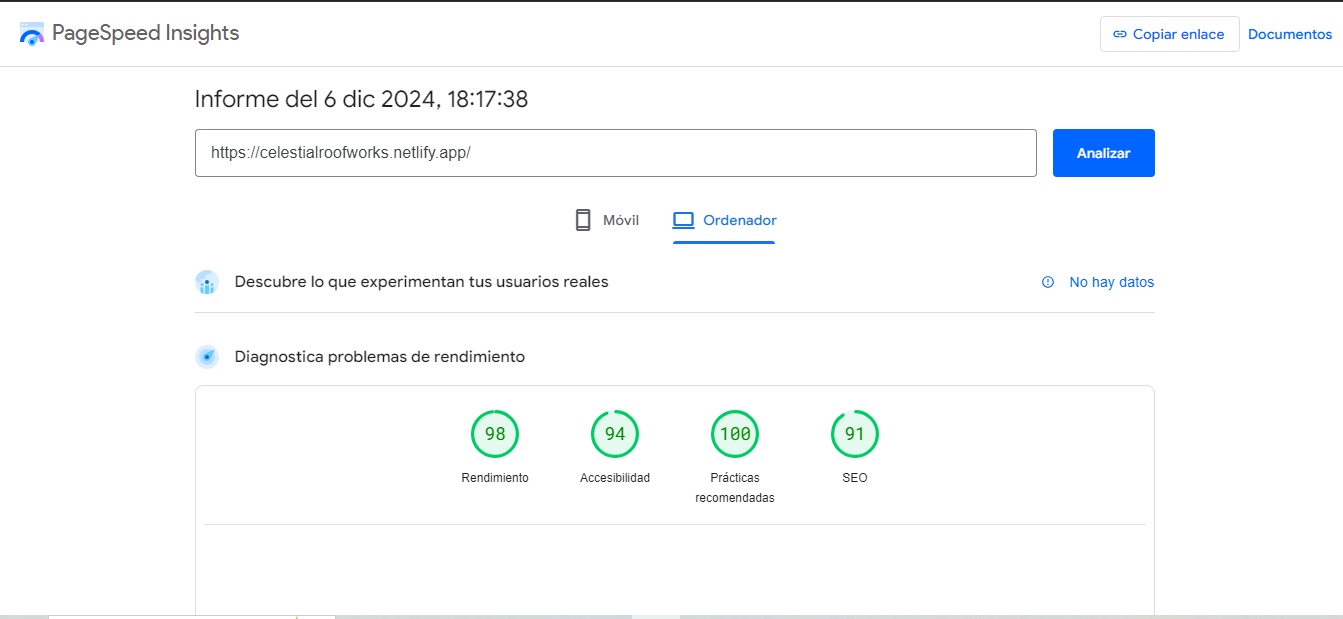 PageSpeed Insights
Copiar enlace
Documentos
Informe del 6 dic 2024, 18:17:38
https://celestialroofworks.netlify.app/
Analizar
Móvil
Ordenador
Descubre lo que experimentan tus usuarios reales
No hay datos
Diagnostica problemas de rendimiento
98
94
100
91
Rendimiento
Accesibilidad
Prácticas
recomendadas
SEO